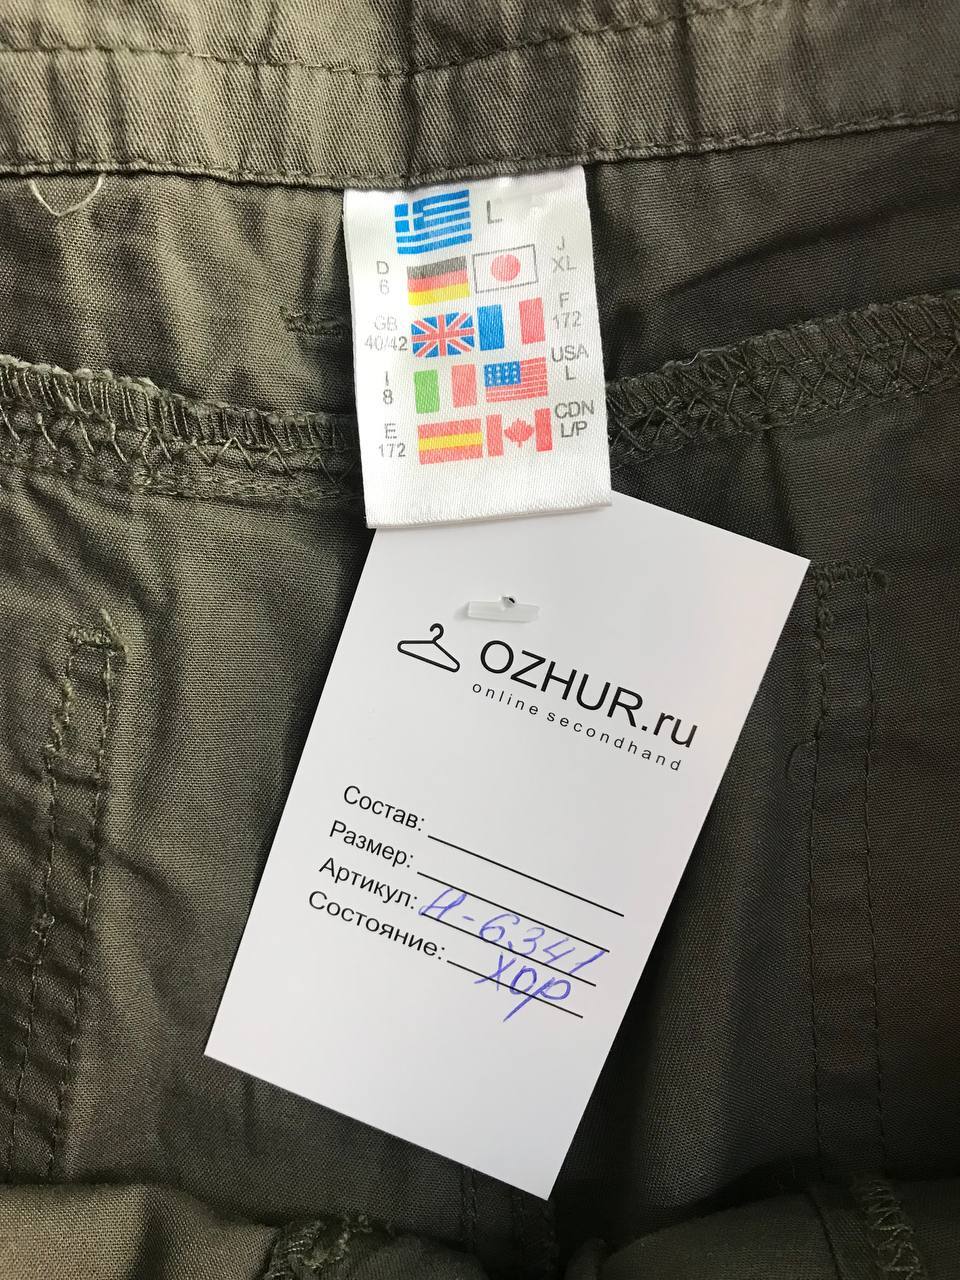 L
D
6
J
XL
GB
40/42
F
172
I
8
USA
L
E
172
CDN
L/P
OZHUR.ru
online secondhand
Состав:
Размер:
Артикул: Н-6341
Состояние: хор